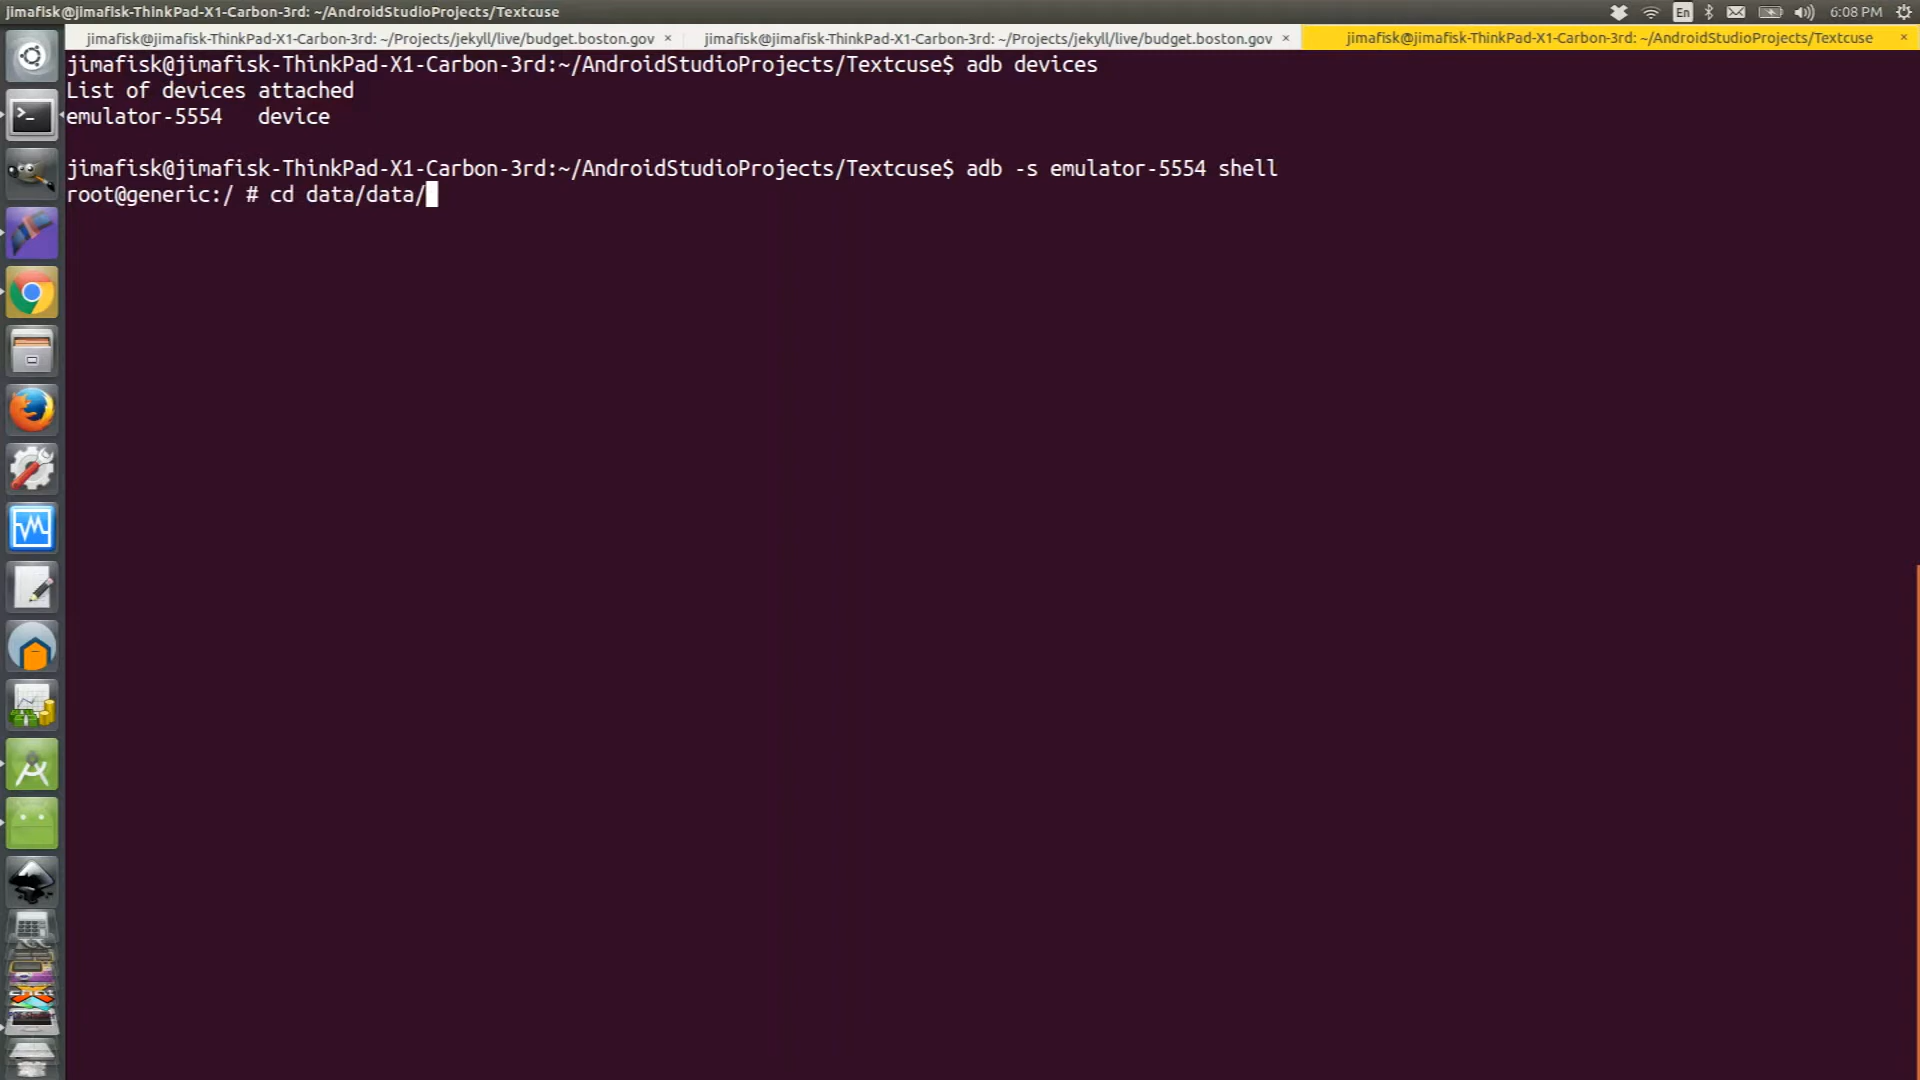 jimafisk@jimafisk-ThinkPad-X1-Carbon-3rd: ~/AndroidStudioProjects/Textcuse
En
6:08 PM
jimafisk@jimafisk-ThinkPad-X1-Carbon-3rd: ~/Projects/jekyll/live/budget.boston.gov ×
jimafisk@jimafisk-ThinkPad-X1-Carbon-3rd: ~/Projects/jekyll/live/budget.boston.gov ×
jimafisk@jimafisk-ThinkPad-X1-Carbon-3rd: ~/AndroidStudioProjects/Textcuse ×
jimafisk@jimafisk-ThinkPad-X1-Carbon-3rd:~/AndroidStudioProjects/Textcuse$ adb devices
List of devices attached
emulator-5554   device
jimafisk@jimafisk-ThinkPad-X1-Carbon-3rd:~/AndroidStudioProjects/Textcuse$ adb -s emulator-5554 shell
root@generic:/ # cd data/data/